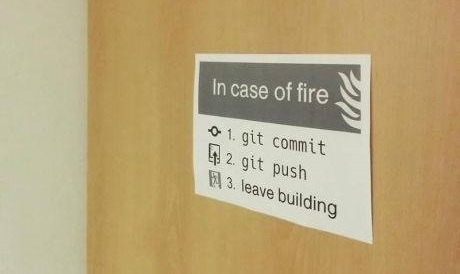 In case of fire
1. git commit
2. git push
3. leave building